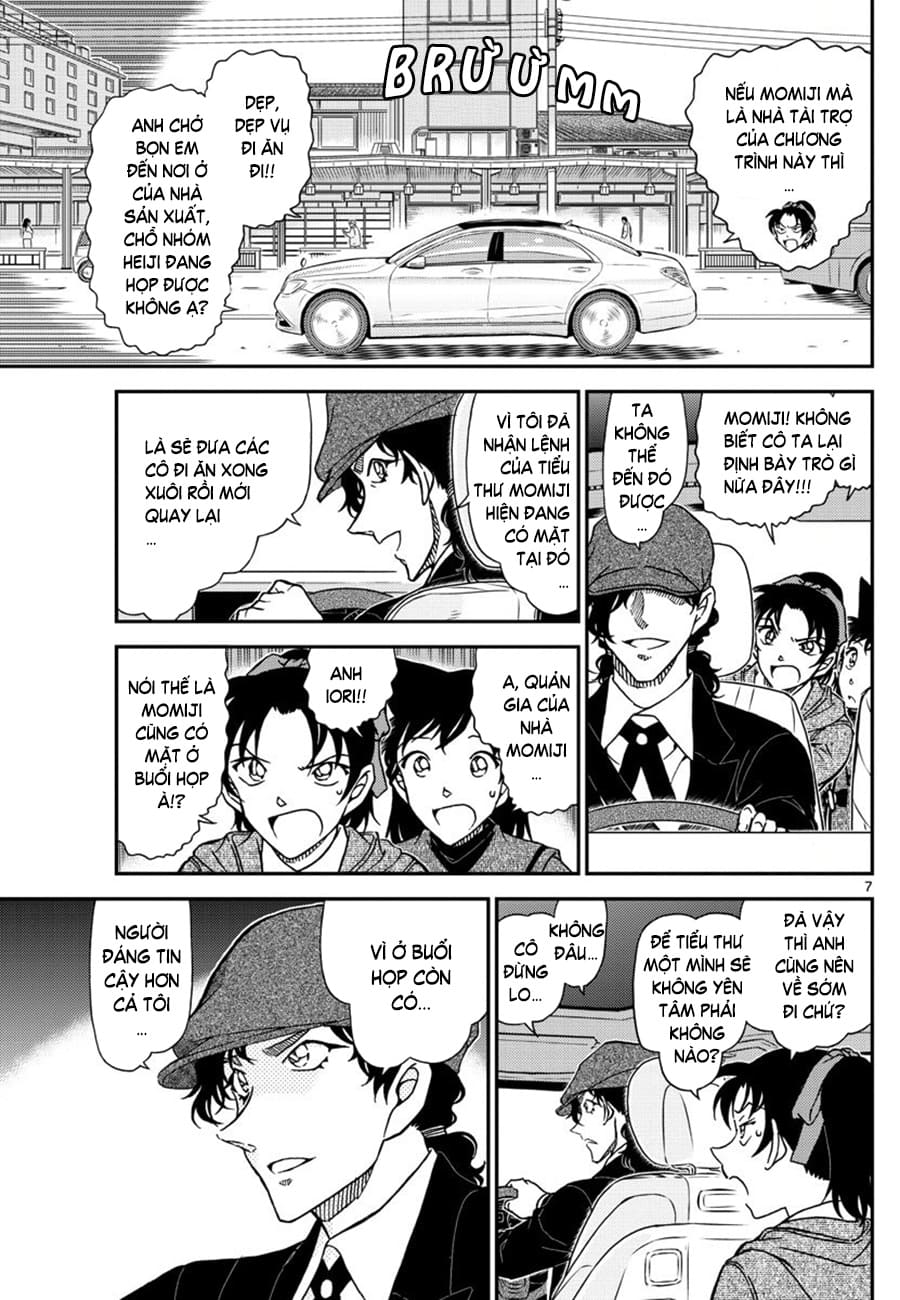 BRỪỪMM
NẾU MOMIJI MÀ
LÀ NHÀ TÀI TRỢ
CỦA CHƯƠNG
TRÌNH NÀY THÌ
...
DẸP,
DẸP VỤ
ĐI ĂN
ĐI!!
ANH CHỞ
BỌN EM
ĐẾN NƠI Ở
CỦA NHÀ
SẢN XUẤT,
CHỔ NHÓM
HEIJI ĐANG
HỌP ĐƯỢC
KHÔNG Ạ?
MOMIJI! KHÔNG
BIẾT CÔ TA LẠI
ĐỊNH BÀY TRÒ GÌ
NỮA ĐÂY!!!
TA
KHÔNG
THỂ
ĐẾN ĐÓ
ĐƯỢC
...
VÌ TÔI ĐÃ
NHẬN LỆNH
CỦA TIỂU
THƯ MOMIJI
HIỆN ĐANG
CÓ MẶT
TẠI ĐÓ
...
LÀ SẼ ĐƯA CÁC
CÔ ĐI ĂN XONG
XUÔI RỒI MỚI
QUAY LẠI
...
A, QUẢN
GIA CỦA
NHÀ
MOMIJI
...
ANH
IORI!!
NÓI THẾ LÀ
MOMIJI
CŨNG CÓ
MẶT Ở
BUỔI HỌP
À!?
7
ĐÃ VẬY
THÌ ANH
CŨNG NÊN
VỀ SỚM
ĐI CHỨ?
ĐỂ TIỂU THƯ
MỘT MÌNH SẼ
KHÔNG YÊN
TÂM PHẢI
KHÔNG
NÀO?
KHÔNG
ĐÂU...
CÔ
ĐỪNG
LO...
VÌ Ở BUỔI
HỌP CÒN
CÓ...
NGƯỜI
ĐÁNG TIN
CẬY HƠN
CẢ TÔI
...